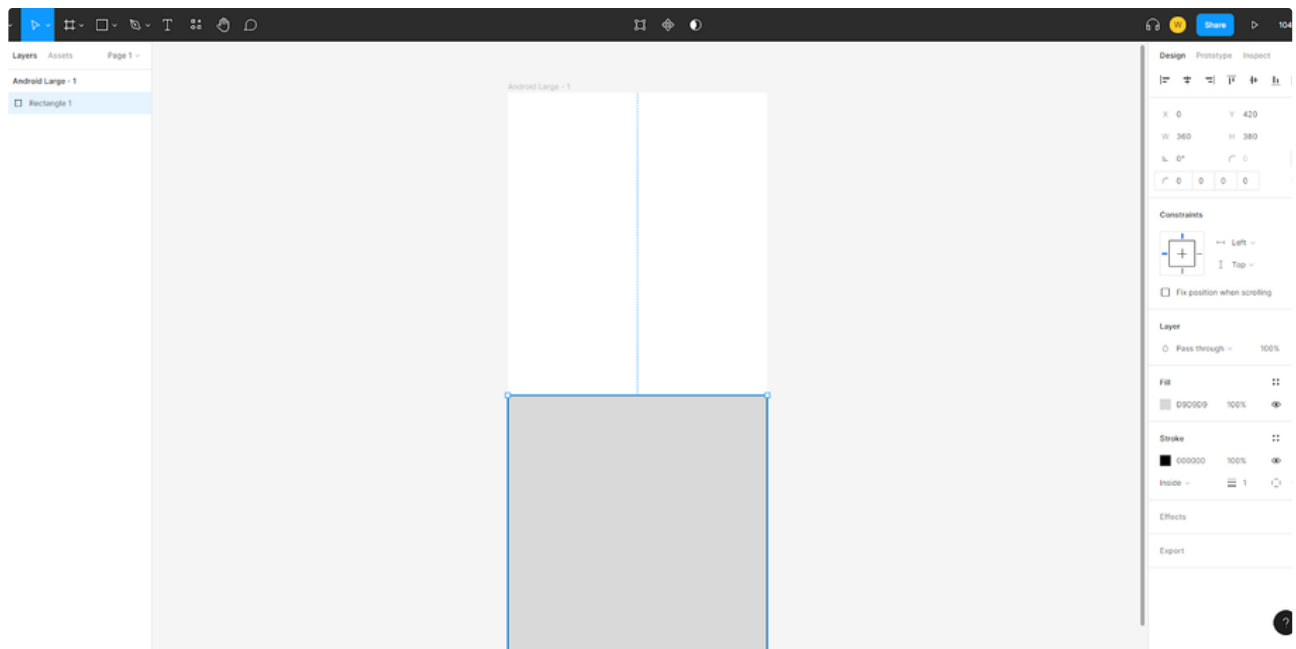 W Share 104
Layers Assets Page 1
Android Large - 1
Rectangle 1
Android Large - 1
Design Prototype Inspect
X 0 Y 420
W 360 H 380
0° 0
0 0 0 0
Constraints
Left
Top
Fix position when scrolling
Layer
Pass through 100%
Fill
D9D9D9 100%
Stroke
000000 100%
Inside 1
Effects
Export
?